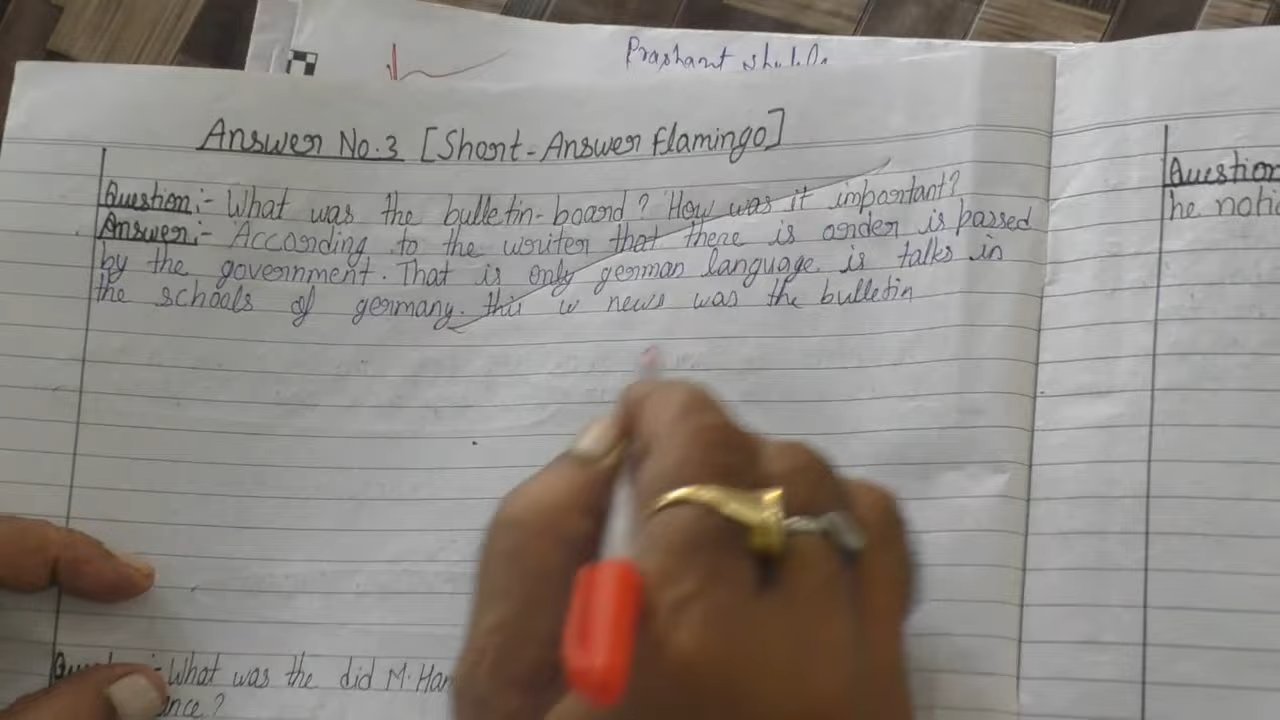 Prashant
Answer No.3 [Short-Answer flamingo]
Question:- What was the bulletin-board? How was it important?
Answer:- According to the writer that there is order is passed
by the government. That is only german language is talks in
the schools of germany. this w news was the bulletin
What was the did M. Ham
ance?
Question
he notic